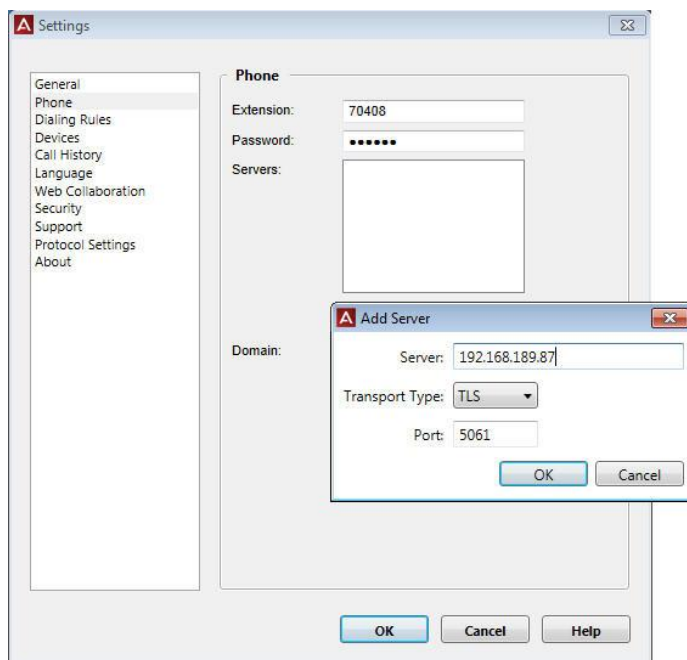 Settings
General
Phone
Dialing Rules
Devices
Call History
Language
Web Collaboration
Security
Support
Protocol Settings
About
Phone
Extension: 70408
Password: ••••••
Servers:
Domain:
Add Server
Server: 192.168.189.87
Transport Type: TLS
Port: 5061
OK Cancel
OK Cancel Help